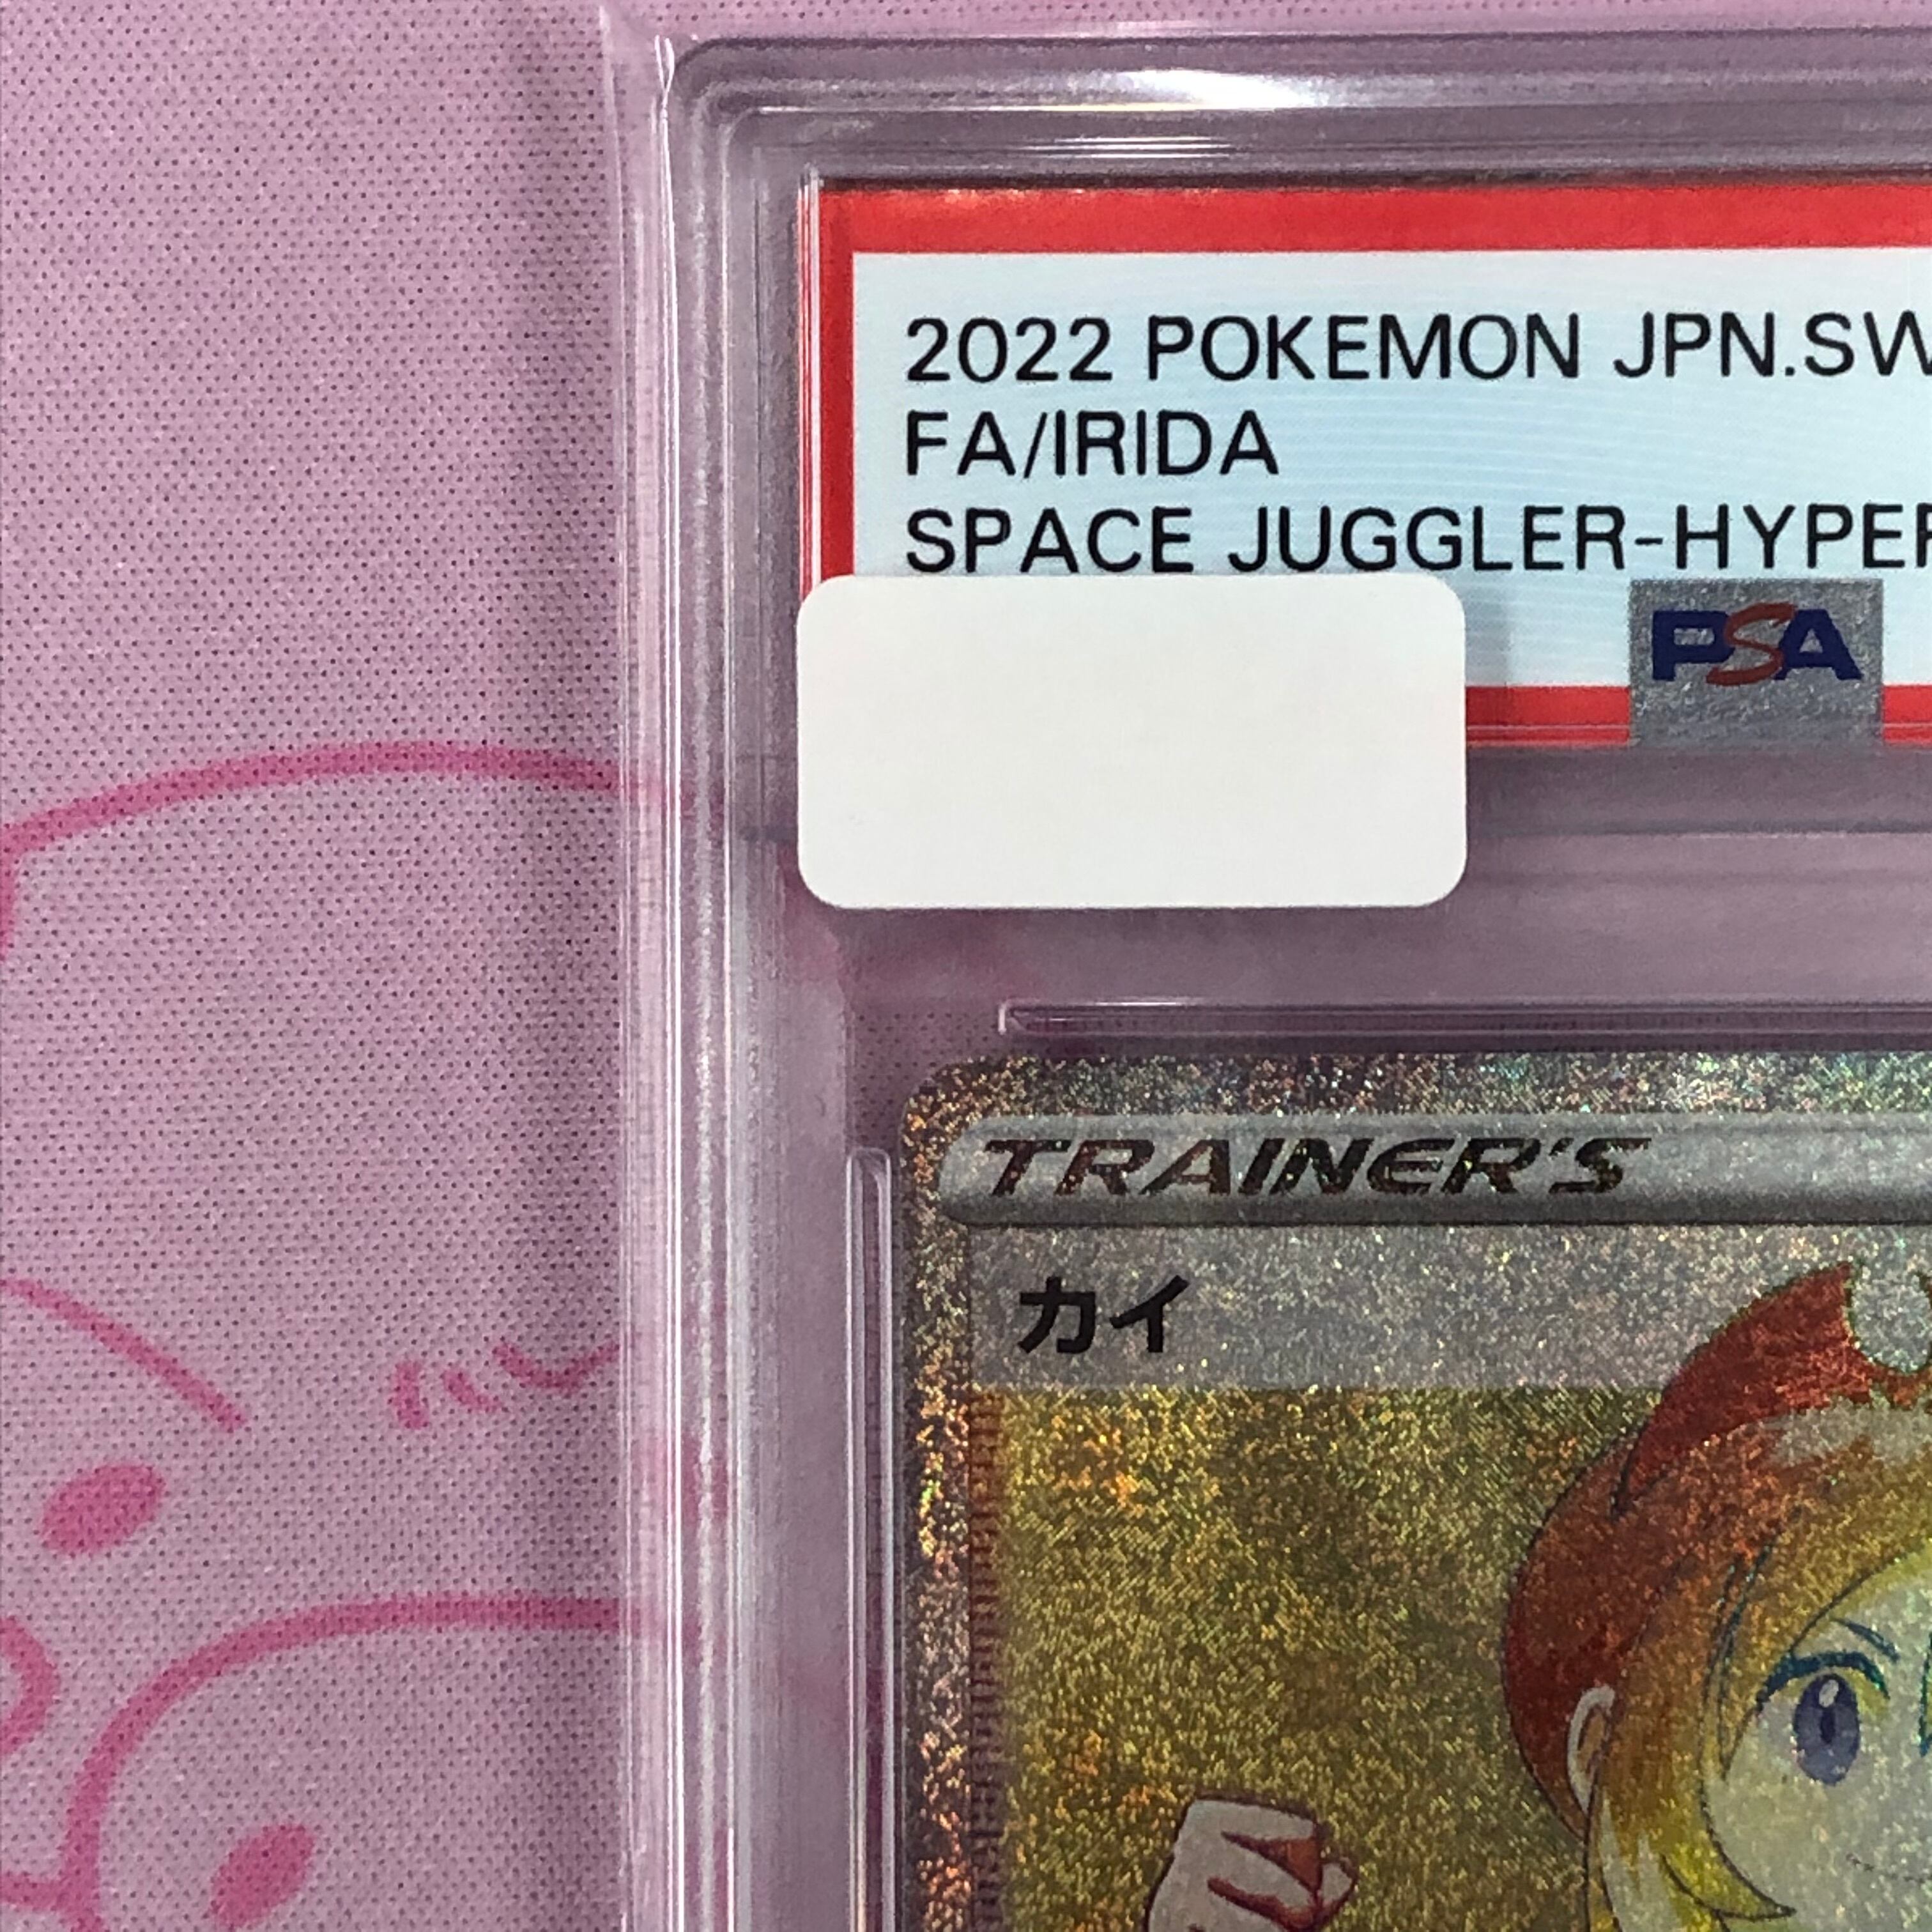 2022 POKEMON JPN.SW
FA/IRIDA
SPACE JUGGLER-HYPER
PSA
TRAINER'S
カイ